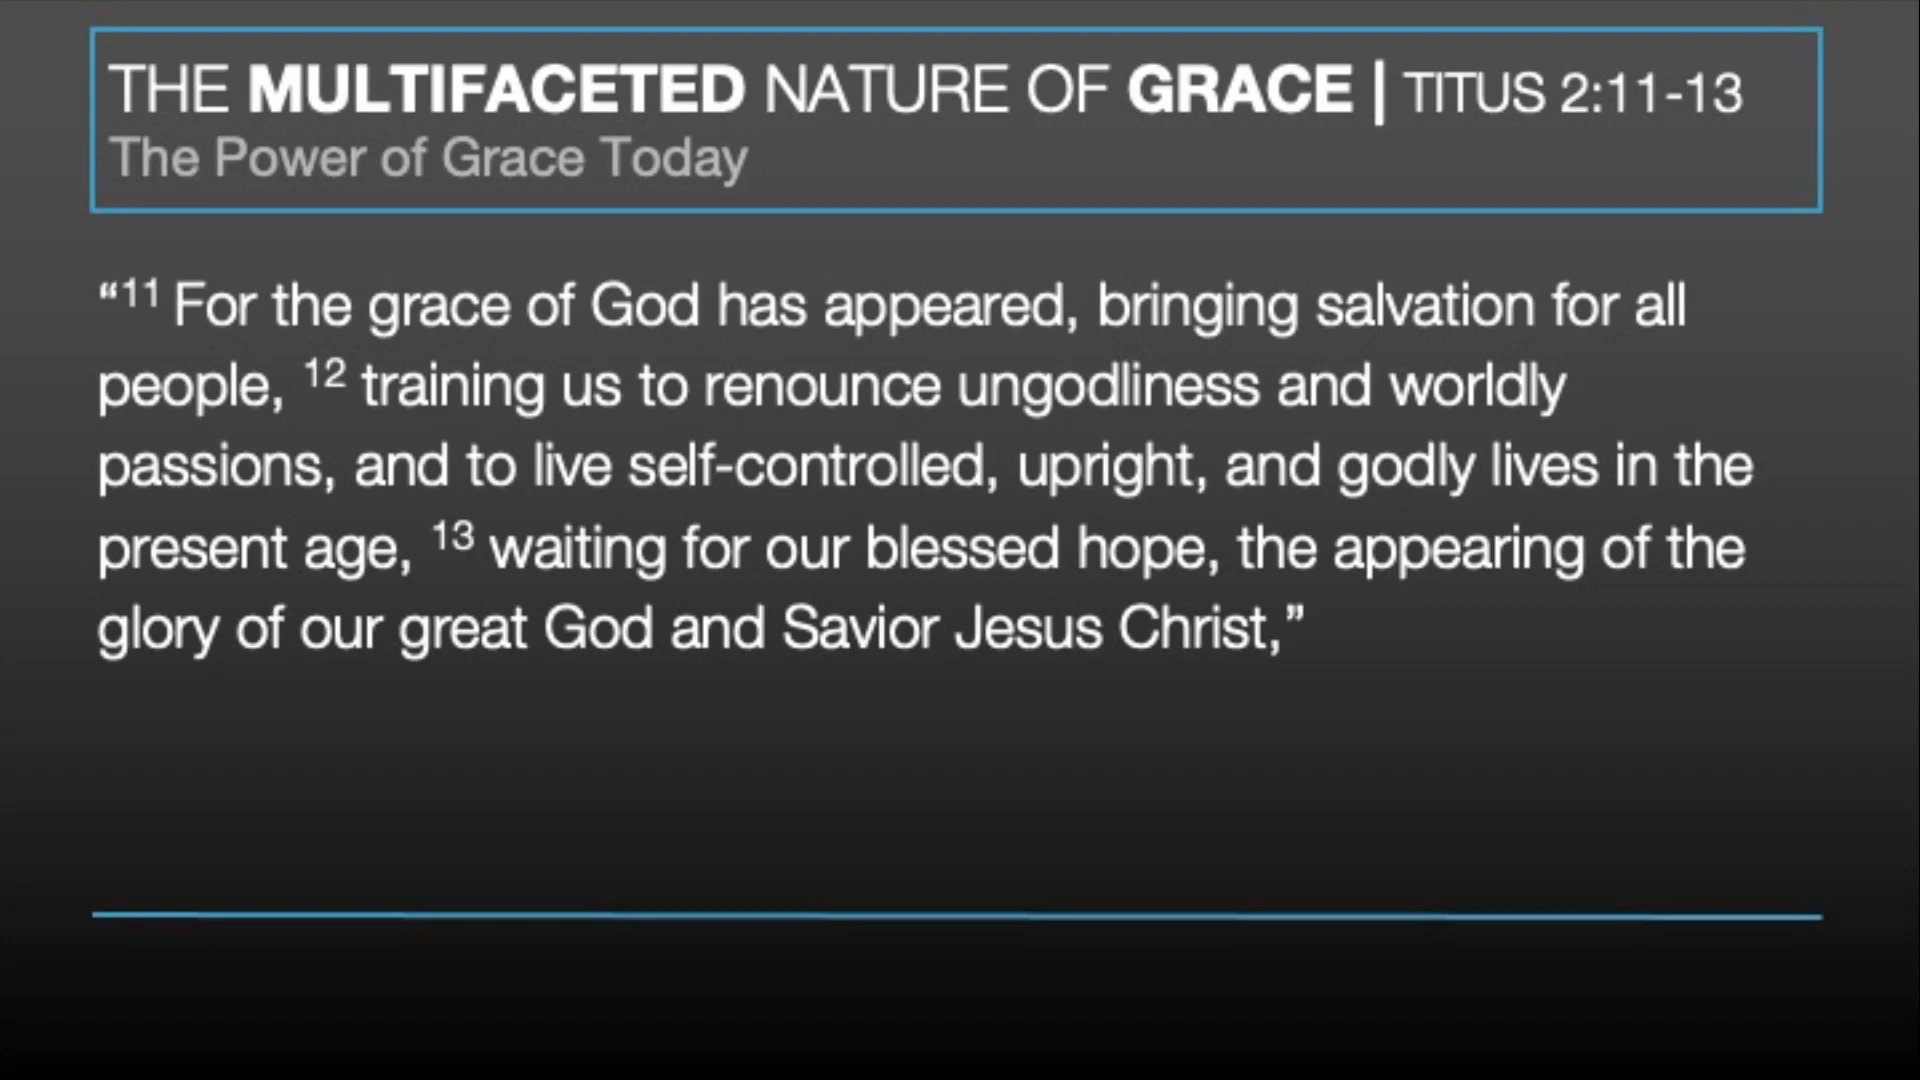 THE MULTIFACETED NATURE OF GRACE | TITUS 2:11-13
The Power of Grace Today
“11 For the grace of God has appeared, bringing salvation for all
people, 12 training us to renounce ungodliness and worldly
passions, and to live self-controlled, upright, and godly lives in the
present age, 13 waiting for our blessed hope, the appearing of the
glory of our great God and Savior Jesus Christ,”